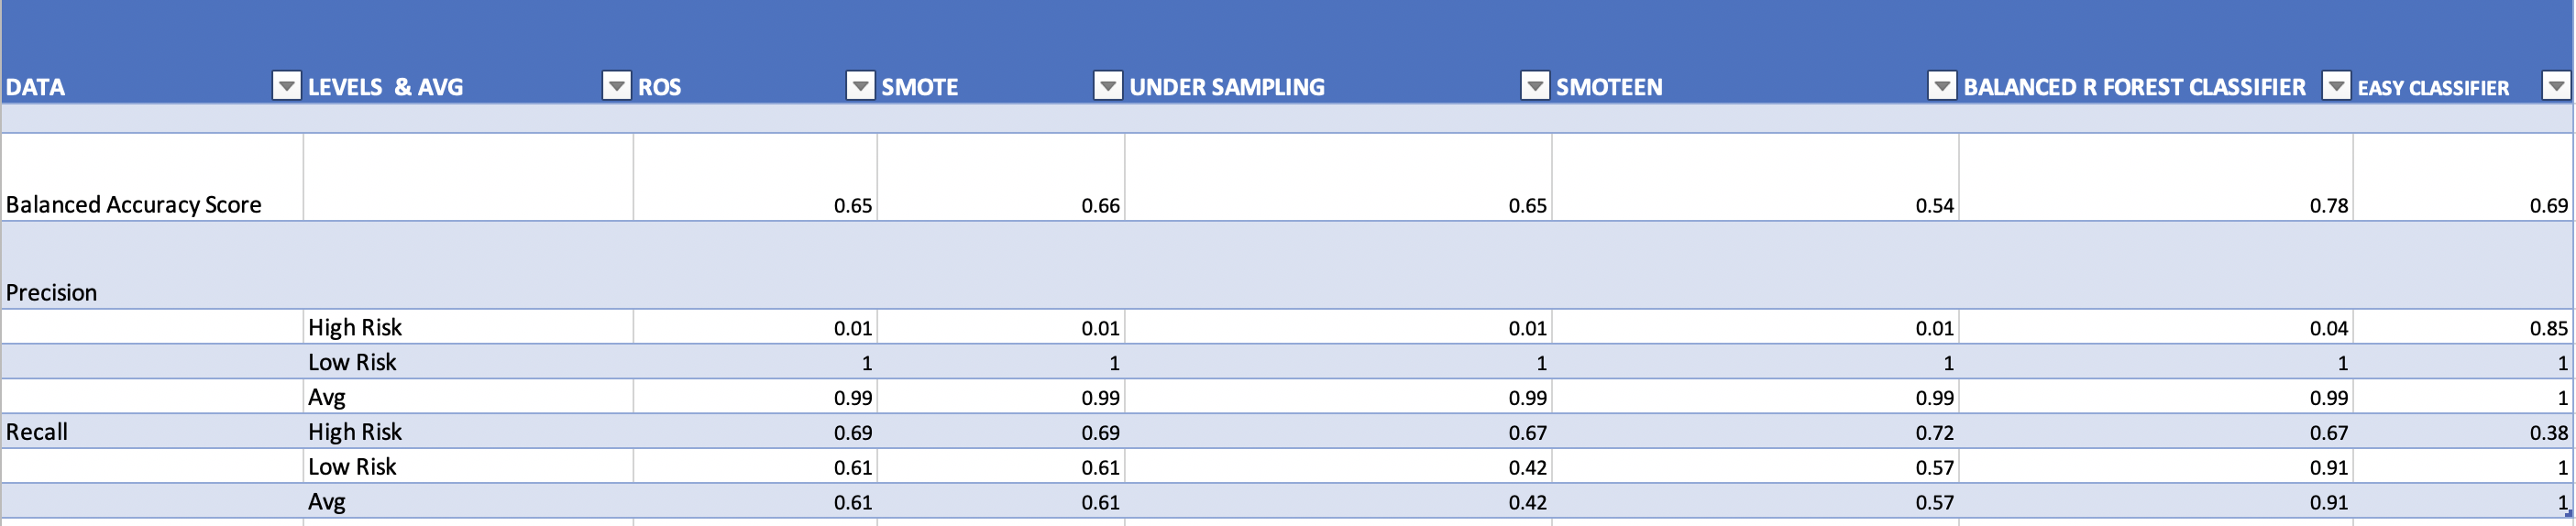 DATA LEVELS & AVG ROS SMOTE UNDER SAMPLING SMOTEEN BALANCED R FOREST CLASSIFIER EASY CLASSIFIER
Balanced Accuracy Score 0.65 0.66 0.65 0.54 0.78 0.69
Precision
High Risk 0.01 0.01 0.01 0.01 0.04 0.85
Low Risk 1 1 1 1 1 1
Avg 0.99 0.99 0.99 0.99 0.99 1
Recall High Risk 0.69 0.69 0.67 0.72 0.67 0.38
Low Risk 0.61 0.61 0.42 0.57 0.91 1
Avg 0.61 0.61 0.42 0.57 0.91 1